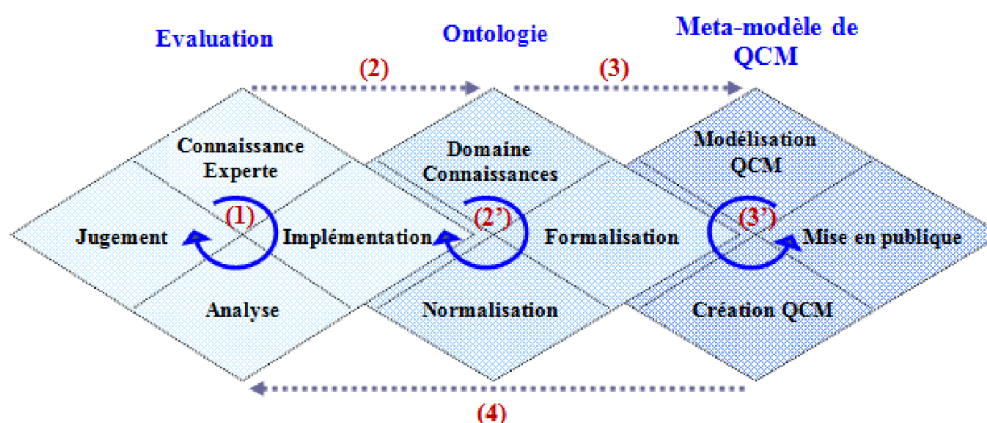 Evaluation
Ontologie
Meta-modèle de
QCM
(2)
(3)
Connaissance
Experte
Domaine
Connaissances
Modélisation
QCM
(1)
(2’)
(3’)
Jugement
Implémentation
Formalisation
Mise en publique
Analyse
Normalisation
Création QCM
(4)